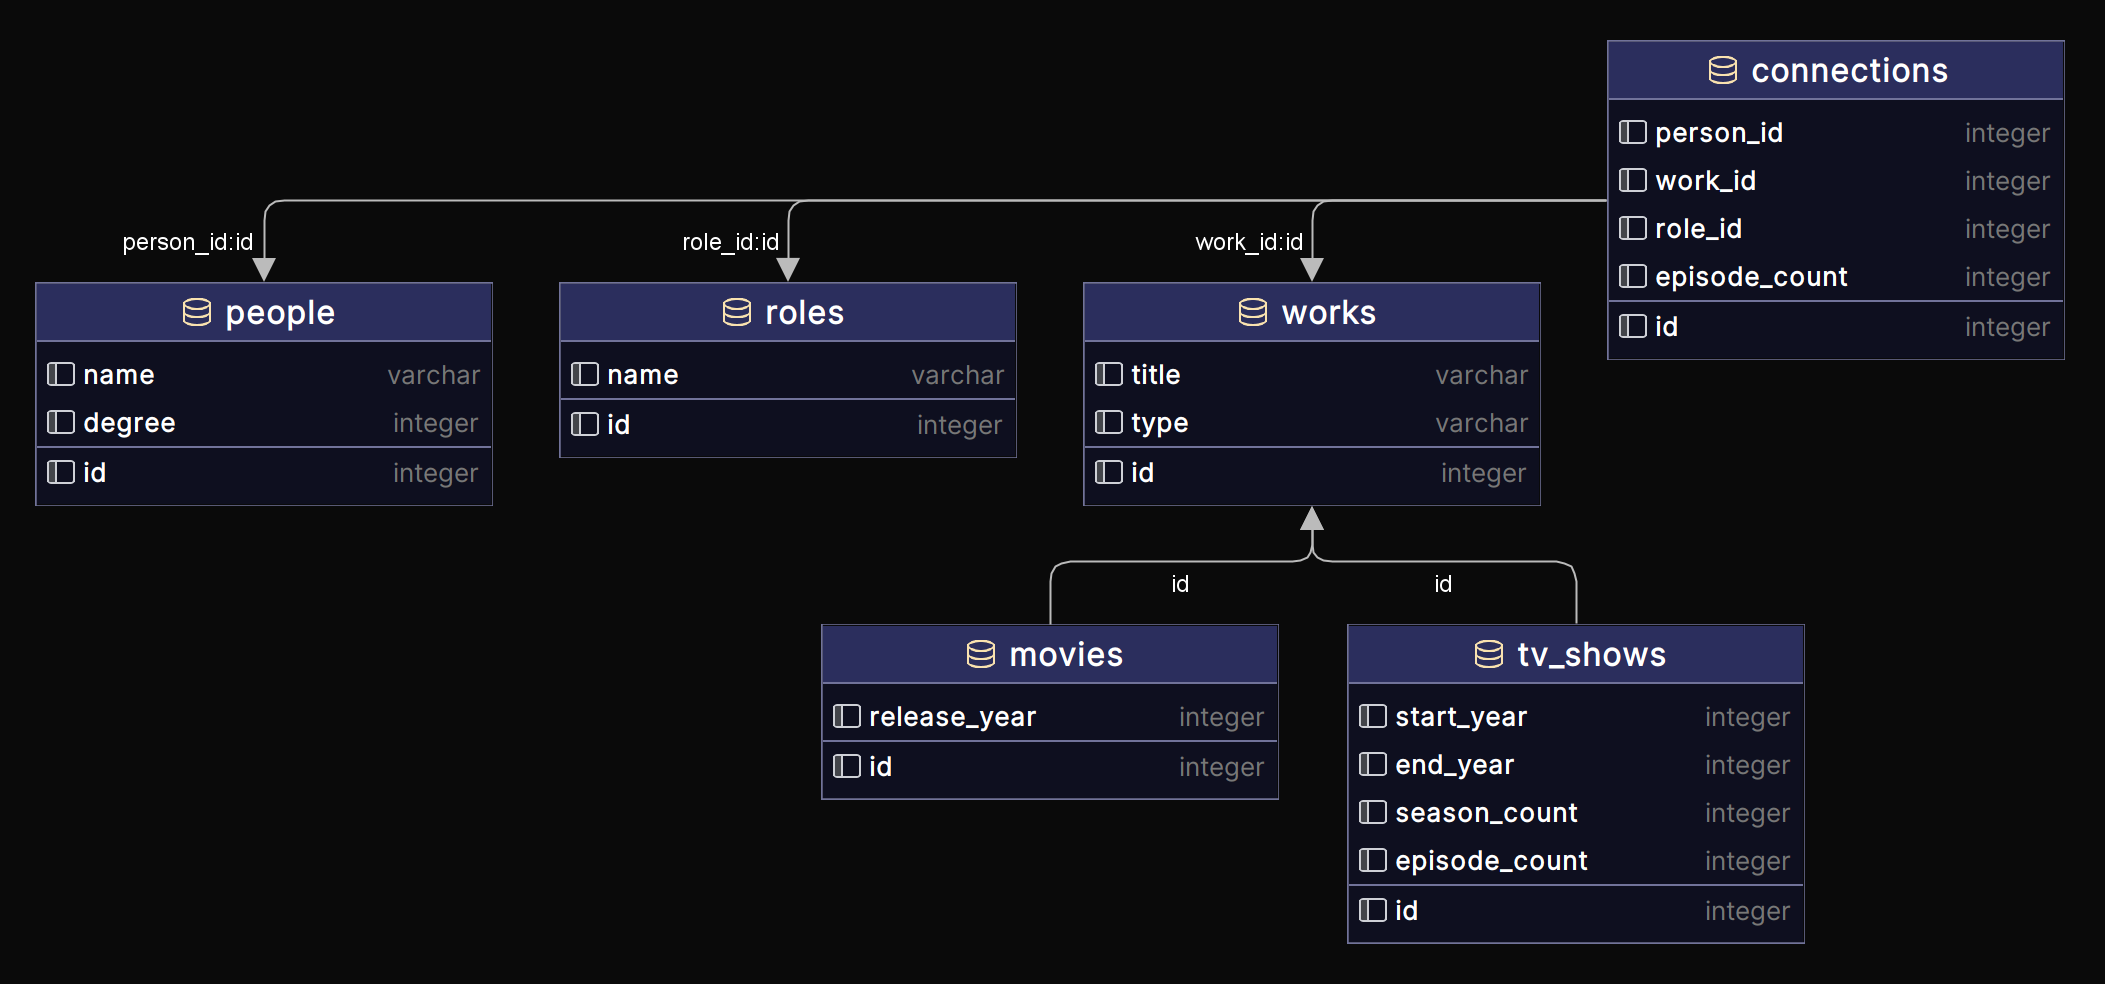 connections
person_id integer
work_id integer
role_id integer
episode_count integer
id integer
person_id:id
role_id:id
work_id:id
people
name varchar
degree integer
id integer
roles
name varchar
id integer
works
title varchar
type varchar
id integer
id
id
movies
release_year integer
id integer
tv_shows
start_year integer
end_year integer
season_count integer
episode_count integer
id integer